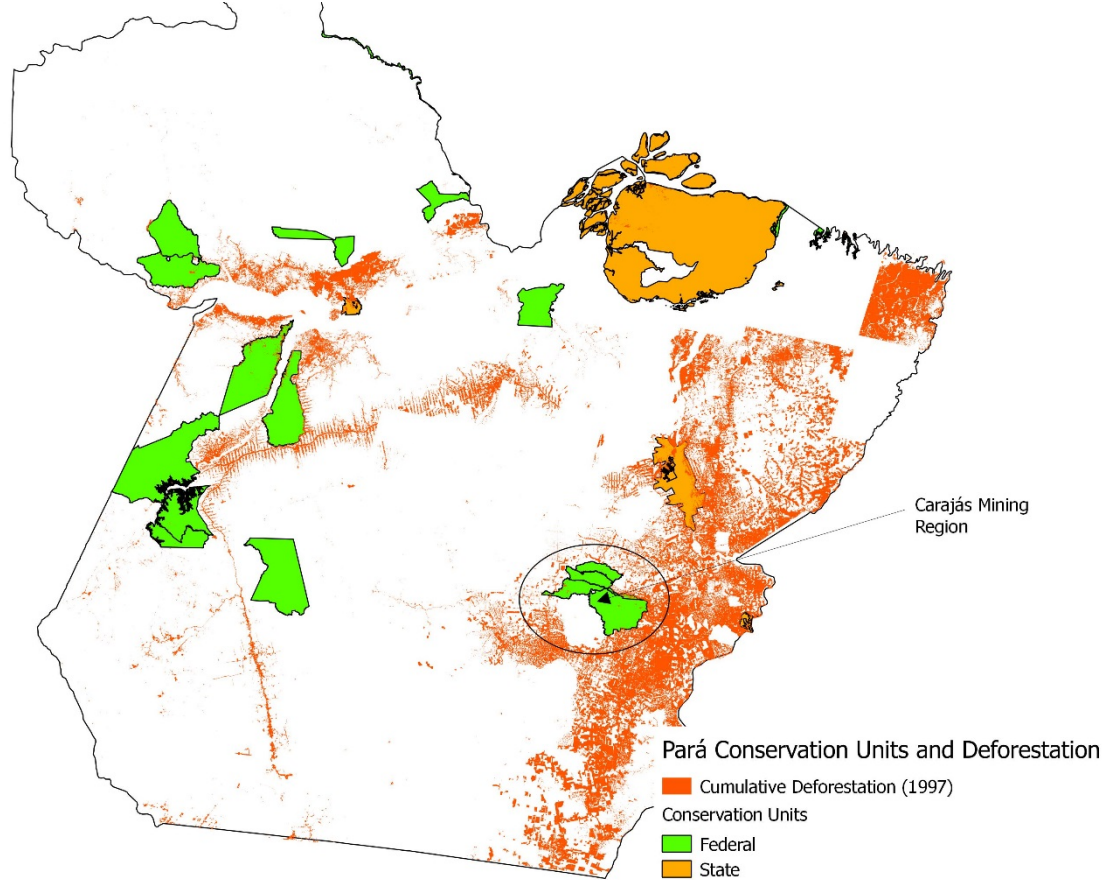 Carajás Mining
Region
Pará Conservation Units and Deforestation
Cumulative Deforestation (1997)
Conservation Units
Federal
State